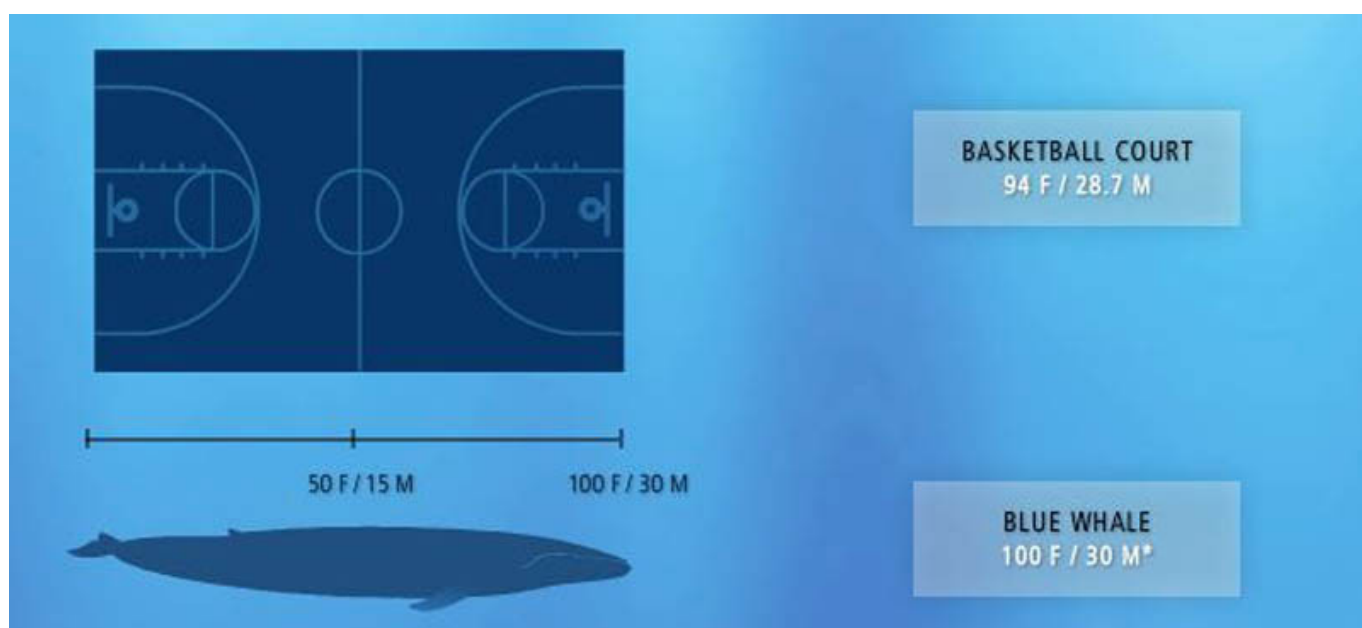 BASKETBALL COURT
94 F / 28.7 M
50 F / 15 M
100 F / 30 M
BLUE WHALE
100 F / 30 M*